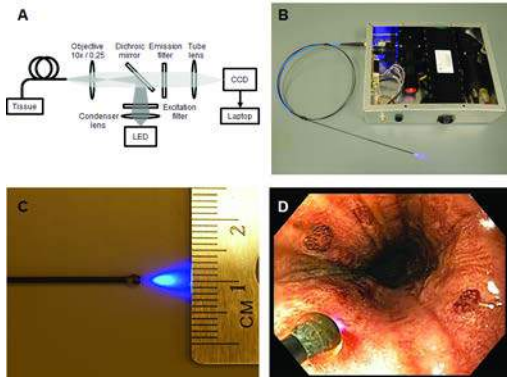 A
Objective
10x / 0.25
Dichroic
mirror
Emission
filter
Tube
lens
Tissue
CCD
Laptop
Condenser
lens
Excitation
filter
LED
B
C
2
1
CM
D